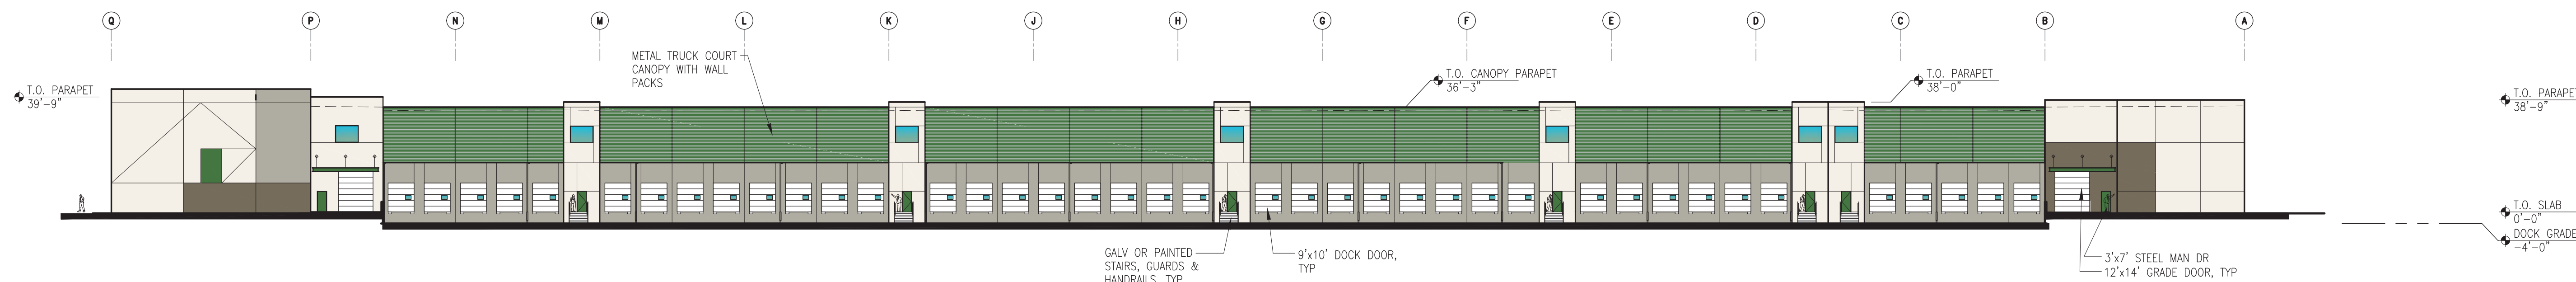 Q P N M L K J H G F E D C B A
METAL TRUCK COURT
CANOPY WITH WALL
PACKS
T.O. CANOPY PARAPET
36'-3"
T.O. PARAPET
38'-0"
T.O. PARAPET
39'-9"
T.O. PARAPET
38'-9"
T.O. SLAB
0'-0"
DOCK GRADE
-4'-0"
GALV OR PAINTED
STAIRS, GUARDS &
HANDRAILS, TYP
9'x10' DOCK DOOR,
TYP
3'x7' STEEL MAN DR
12'x14' GRADE DOOR, TYP